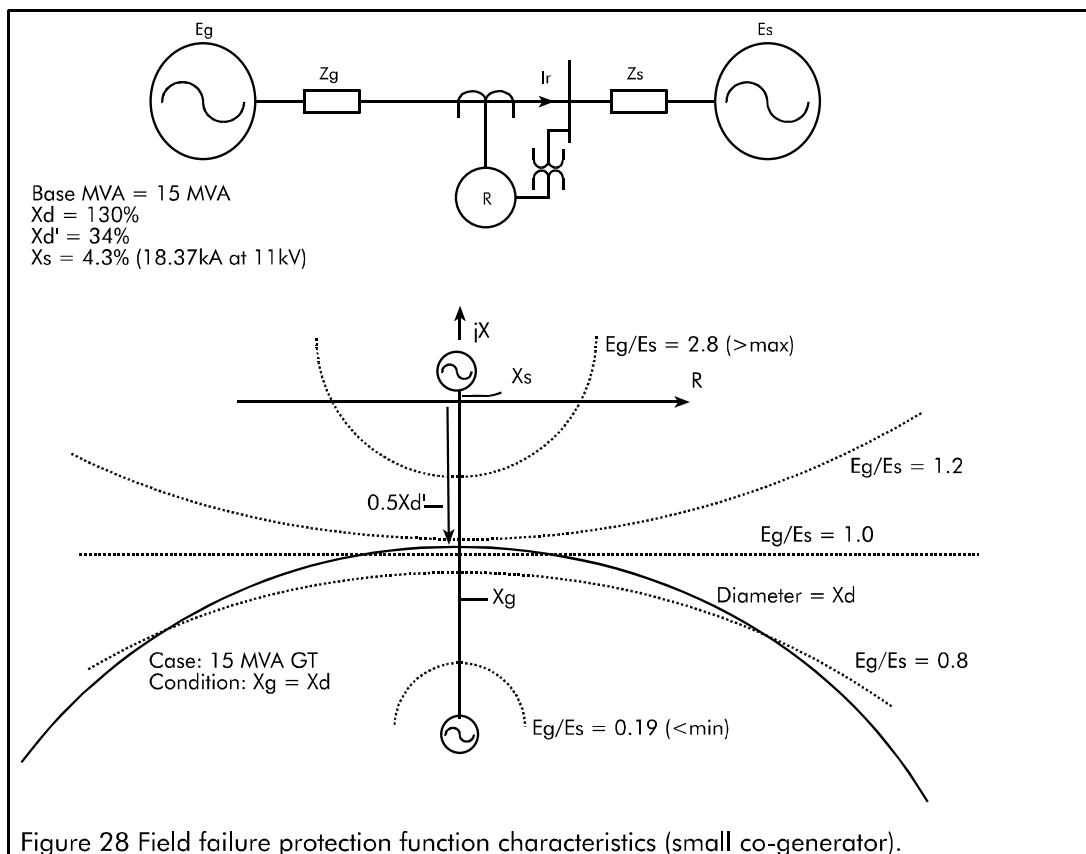 Eg
Es
Zg
Ir
Zs
R
Base MVA = 15 MVA
Xd = 130%
Xd' = 34%
Xs = 4.3% (18.37kA at 11kV)
jX
Eg/Es = 2.8 (>max)
Xs
R
Eg/Es = 1.2
0.5Xd'
Eg/Es = 1.0
Xg
Diameter = Xd
Case: 15 MVA GT
Condition: Xg = Xd
Eg/Es = 0.8
Eg/Es = 0.19 (<min)
Figure 28 Field failure protection function characteristics (small co-generator).